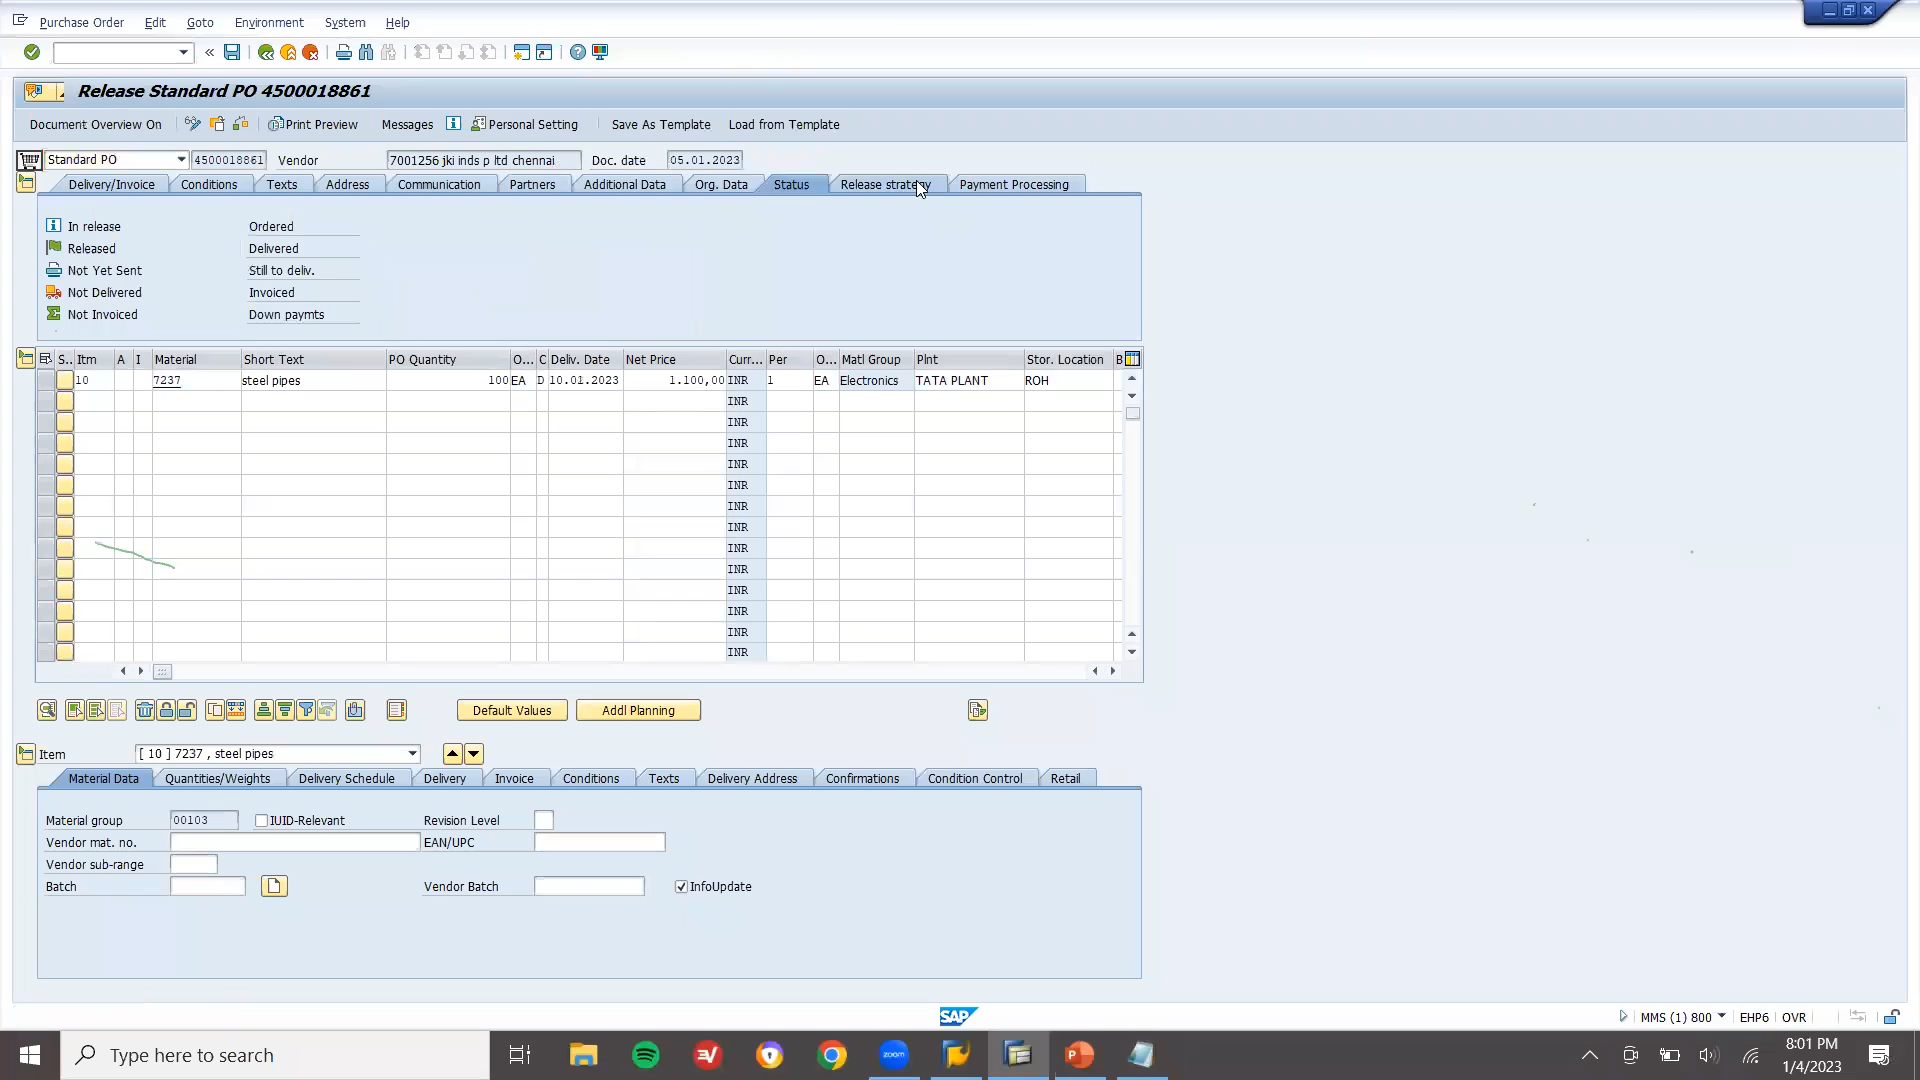 Purchase Order Edit Goto Environment System Help
Release Standard PO 4500018861
Document Overview On Print Preview Messages Personal Setting Save As Template Load from Template
Standard PO 4500018861 Vendor 7001256 jki inds p ltd chennai Doc. date 05.01.2023
Delivery/Invoice Conditions Texts Address Communication Partners Additional Data Org. Data Status Release strategy Payment Processing
In release Ordered
Released Delivered
Not Yet Sent Still to deliv.
Not Delivered Invoiced
Not Invoiced Down paymts
S.. Itm A I Material Short Text PO Quantity O... C Deliv. Date Net Price Curr... Per O... Matl Group Plnt Stor. Location B
10 7237 steel pipes 100 EA D 10.01.2023 1.100,00 INR 1 EA Electronics TATA PLANT ROH
INR
INR
INR
INR
INR
INR
INR
INR
INR
INR
INR
INR
INR
Default Values Addl Planning
Item [ 10 ] 7237 , steel pipes
Material Data Quantities/Weights Delivery Schedule Delivery Invoice Conditions Texts Delivery Address Confirmations Condition Control Retail
Material group 00103 IUID-Relevant Revision Level
Vendor mat. no. EAN/UPC
Vendor sub-range
Batch Vendor Batch InfoUpdate
SAP MMS (1) 800 EHP6 OVR
Type here to search zoom 8:01 PM
1/4/2023